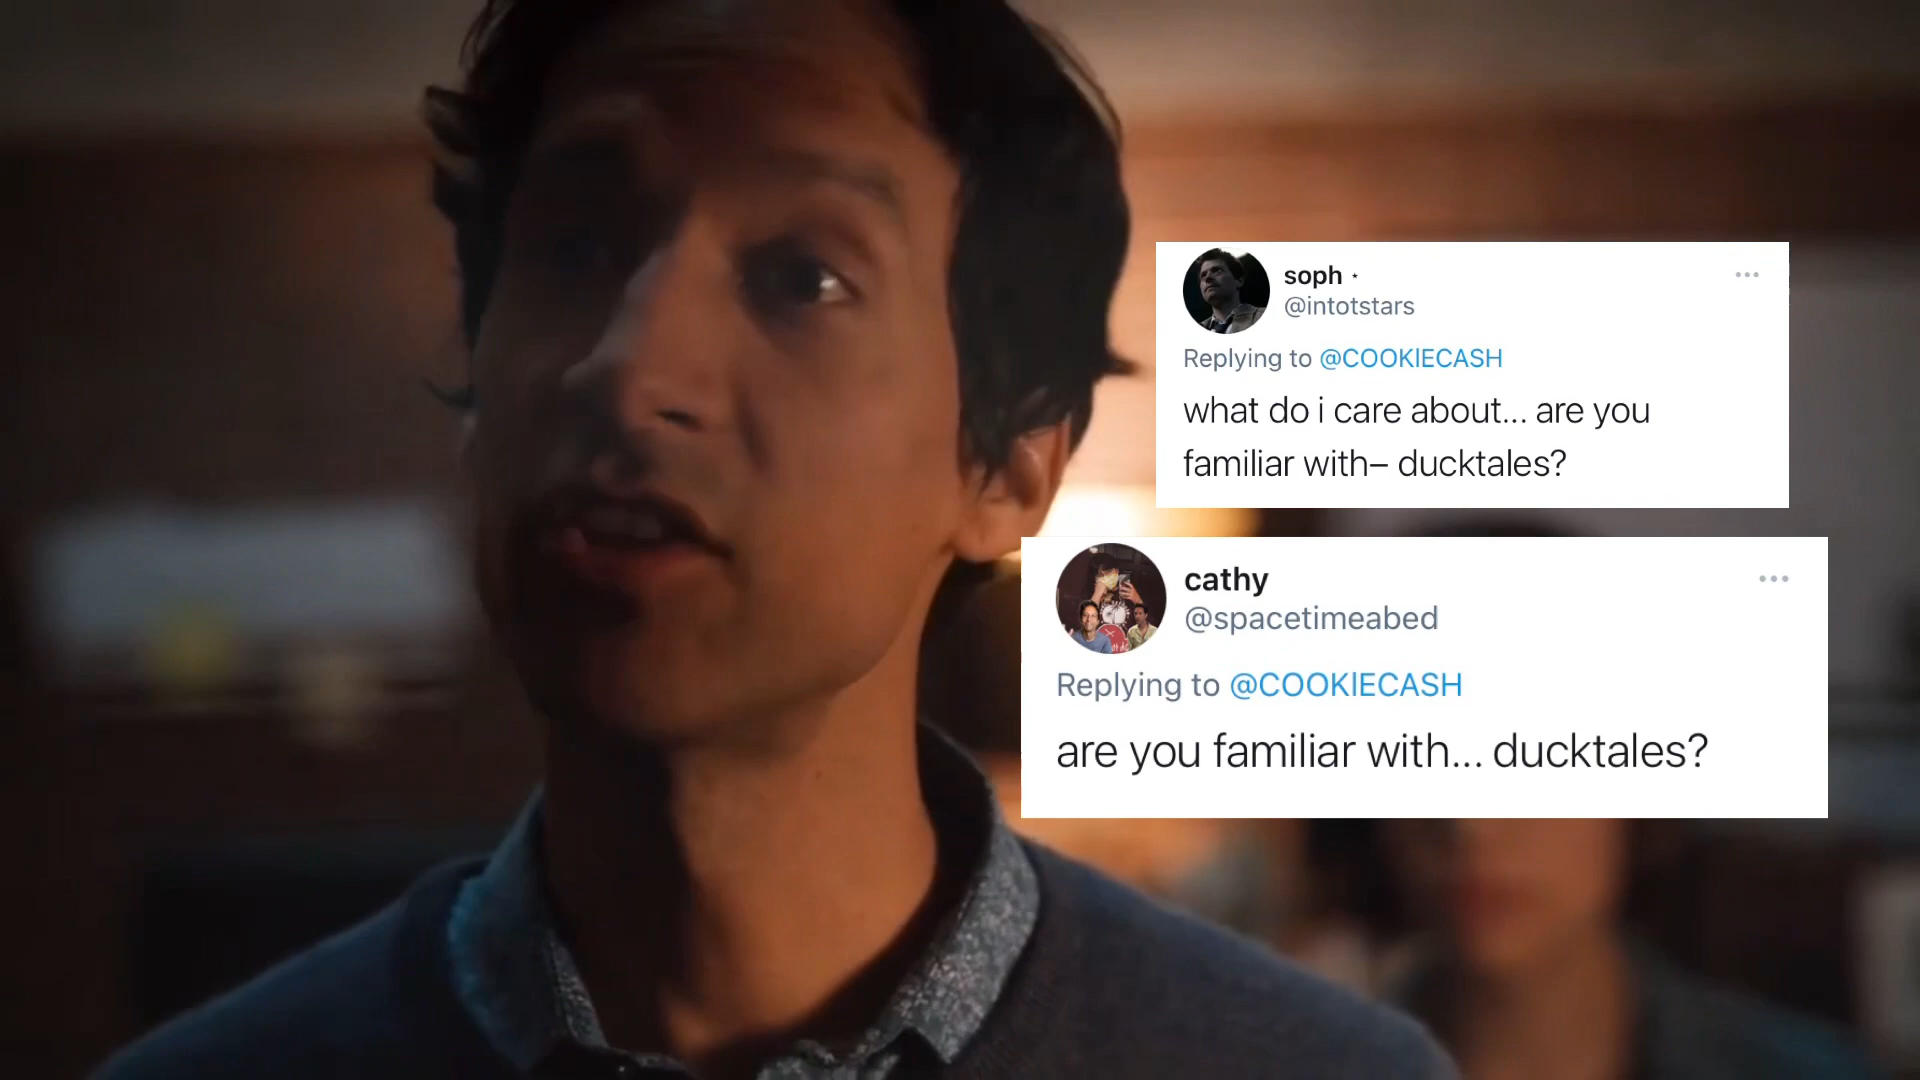 soph ⋆
@intotstars
Replying to @COOKIECASH
what do i care about... are you
familiar with– ducktales?
cathy
@spacetimeabed
Replying to @COOKIECASH
are you familiar with... ducktales?